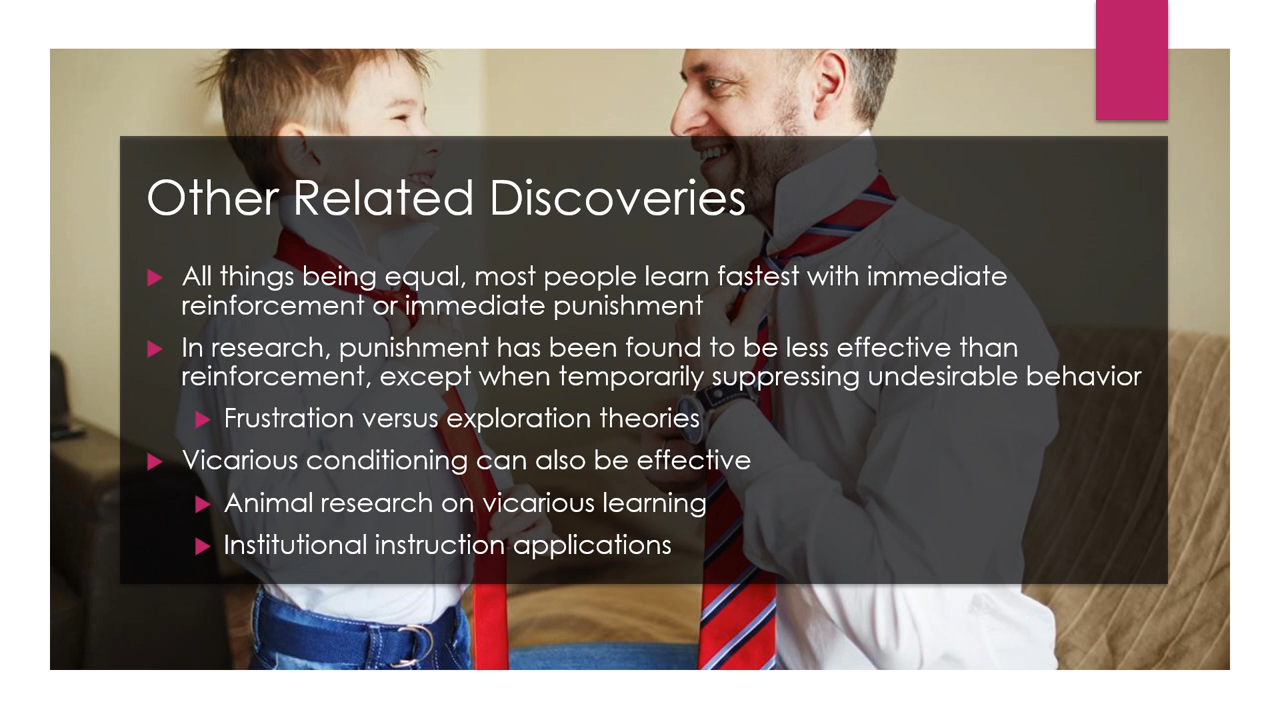 Other Related Discoveries
All things being equal, most people learn fastest with immediate
reinforcement or immediate punishment
In research, punishment has been found to be less effective than
reinforcement, except when temporarily suppressing undesirable behavior
Frustration versus exploration theories
Vicarious conditioning can also be effective
Animal research on vicarious learning
Institutional instruction applications